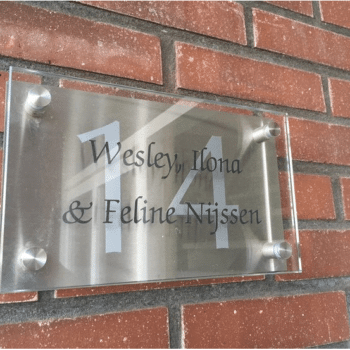 14
Wesley, Ilona
& Feline Nijssen